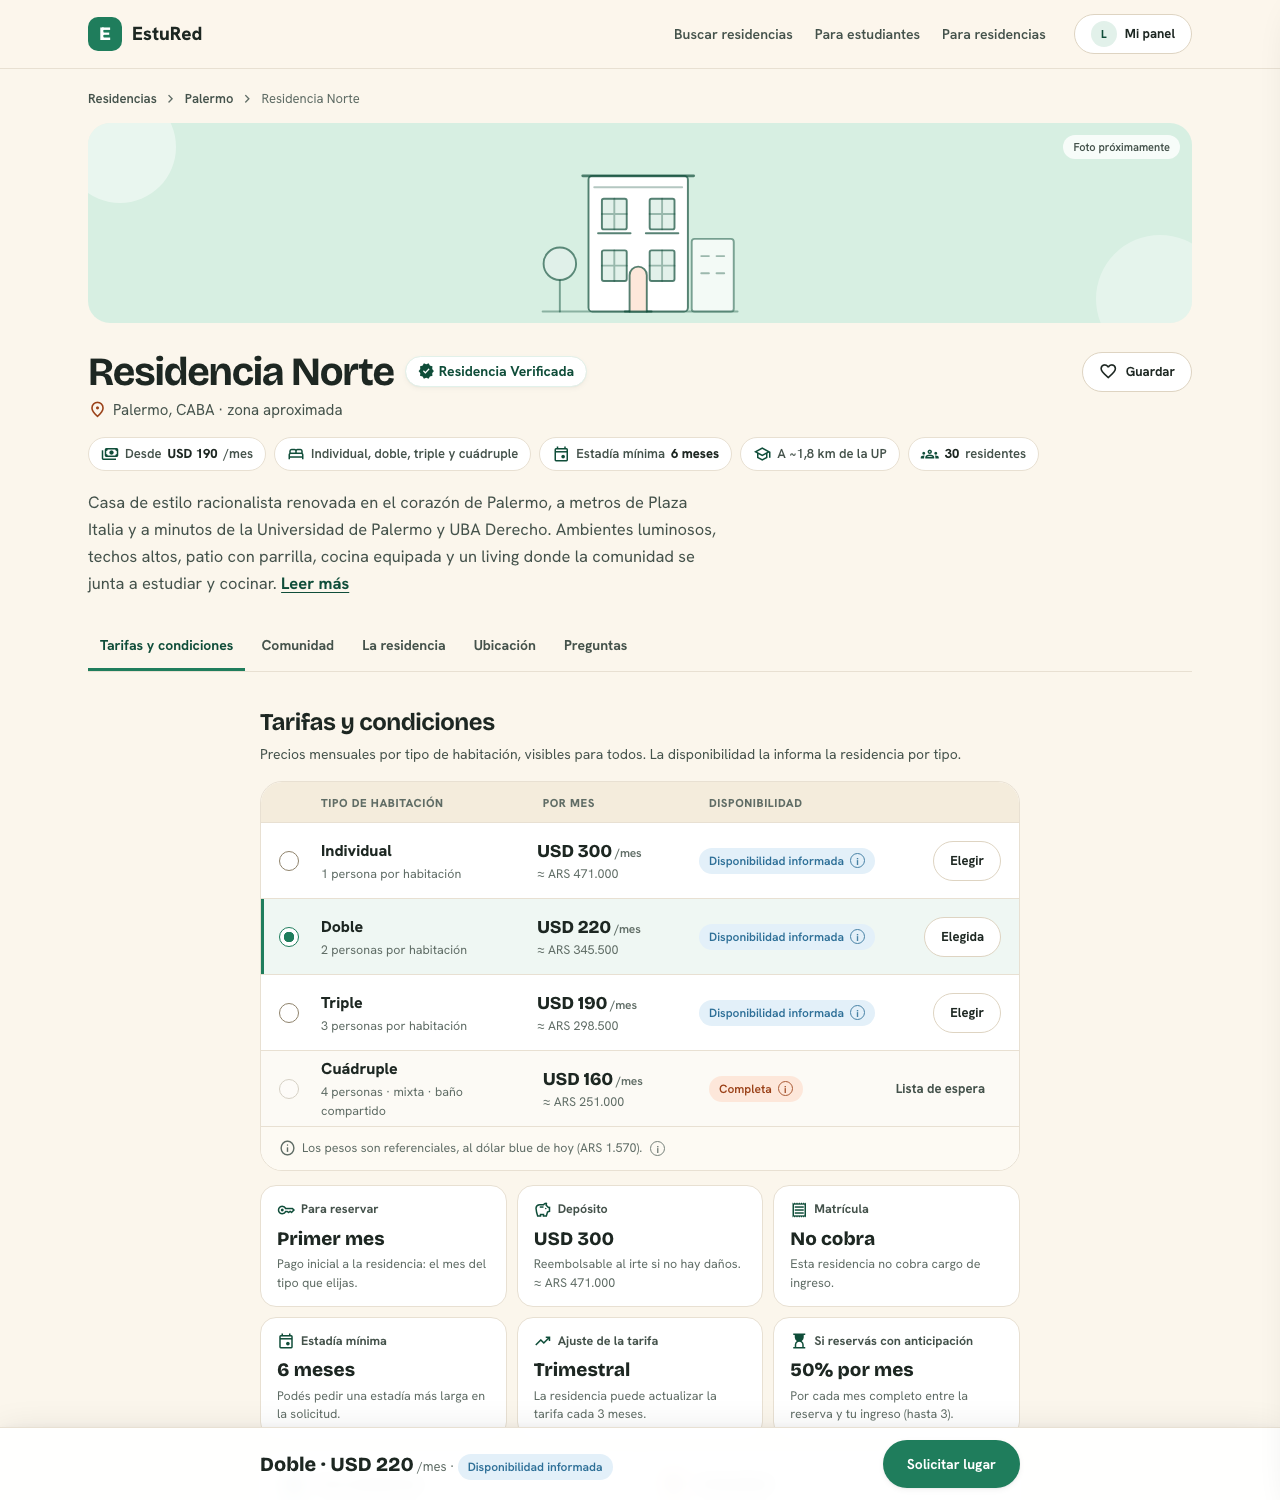 E EstuRed
Buscar residencias Para estudiantes Para residencias L Mi panel
Residencias > Palermo > Residencia Norte
Foto próximamente
Residencia Norte Residencia Verificada Guardar
Palermo, CABA · zona aproximada
Desde USD 190 /mes Individual, doble, triple y cuádruple Estadía mínima 6 meses A ~1,8 km de la UP 30 residentes
Casa de estilo racionalista renovada en el corazón de Palermo, a metros de Plaza
Italia y a minutos de la Universidad de Palermo y UBA Derecho. Ambientes luminosos,
techos altos, patio con parrilla, cocina equipada y un living donde la comunidad se
junta a estudiar y cocinar. Leer más
Tarifas y condiciones Comunidad La residencia Ubicación Preguntas
Tarifas y condiciones
Precios mensuales por tipo de habitación, visibles para todos. La disponibilidad la informa la residencia por tipo.
TIPO DE HABITACIÓN POR MES DISPONIBILIDAD
Individual USD 300 /mes Disponibilidad informada i Elegir
1 persona por habitación ≈ ARS 471.000
Doble USD 220 /mes Disponibilidad informada i Elegida
2 personas por habitación ≈ ARS 345.500
Triple USD 190 /mes Disponibilidad informada i Elegir
3 personas por habitación ≈ ARS 298.500
Cuádruple USD 160 /mes Completa i Lista de espera
4 personas · mixta · baño ≈ ARS 251.000
compartido
Los pesos son referenciales, al dólar blue de hoy (ARS 1.570). i
Para reservar Depósito Matrícula
Primer mes USD 300 No cobra
Pago inicial a la residencia: el mes del Reembolsable al irte si no hay daños. Esta residencia no cobra cargo de
tipo que elijas. ≈ ARS 471.000 ingreso.
Estadía mínima Ajuste de la tarifa Si reservás con anticipación
6 meses Trimestral 50% por mes
Podés pedir una estadía más larga en La residencia puede actualizar la Por cada mes completo entre la
la solicitud. tarifa cada 3 meses. reserva y tu ingreso (hasta 3).
Doble · USD 220 /mes · Disponibilidad informada Solicitar lugar